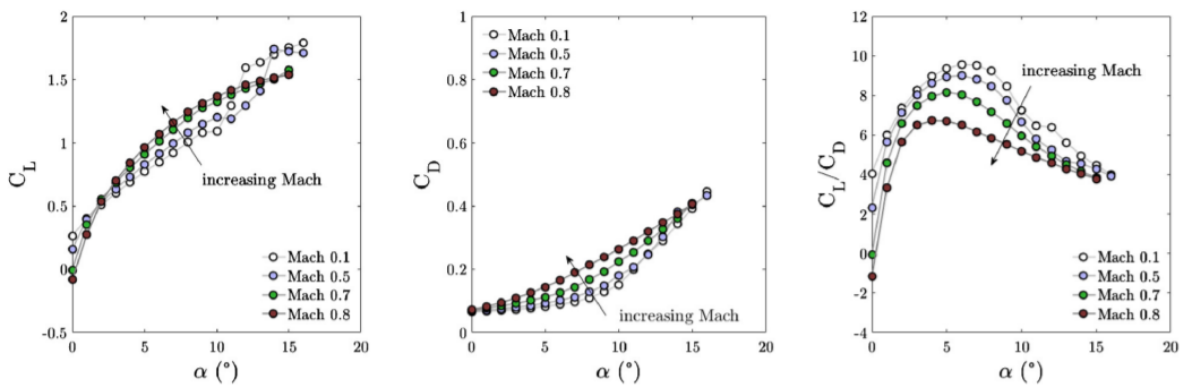 2
1.5
1
0.5
0
-0.5
C_L
increasing Mach
Mach 0.1
Mach 0.5
Mach 0.7
Mach 0.8
0
5
10
15
20
α (°)
1
0.8
0.6
0.4
0.2
0
C_D
Mach 0.1
Mach 0.5
Mach 0.7
Mach 0.8
increasing Mach
0
5
10
15
20
α (°)
12
10
8
6
4
2
0
-2
-4
C_L/C_D
increasing Mach
Mach 0.1
Mach 0.5
Mach 0.7
Mach 0.8
0
5
10
15
20
α (°)